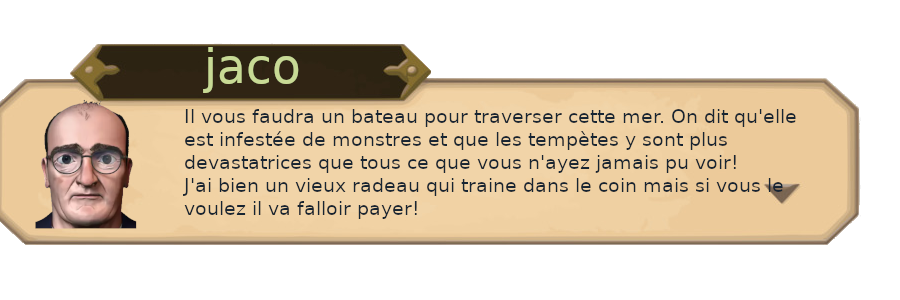 jaco
Il vous faudra un bateau pour traverser cette mer. On dit qu'elle
est infestée de monstres et que les tempètes y sont plus
devastatrices que tous ce que vous n'ayez jamais pu voir!
J'ai bien un vieux radeau qui traine dans le coin mais si vous le
voulez il va falloir payer!